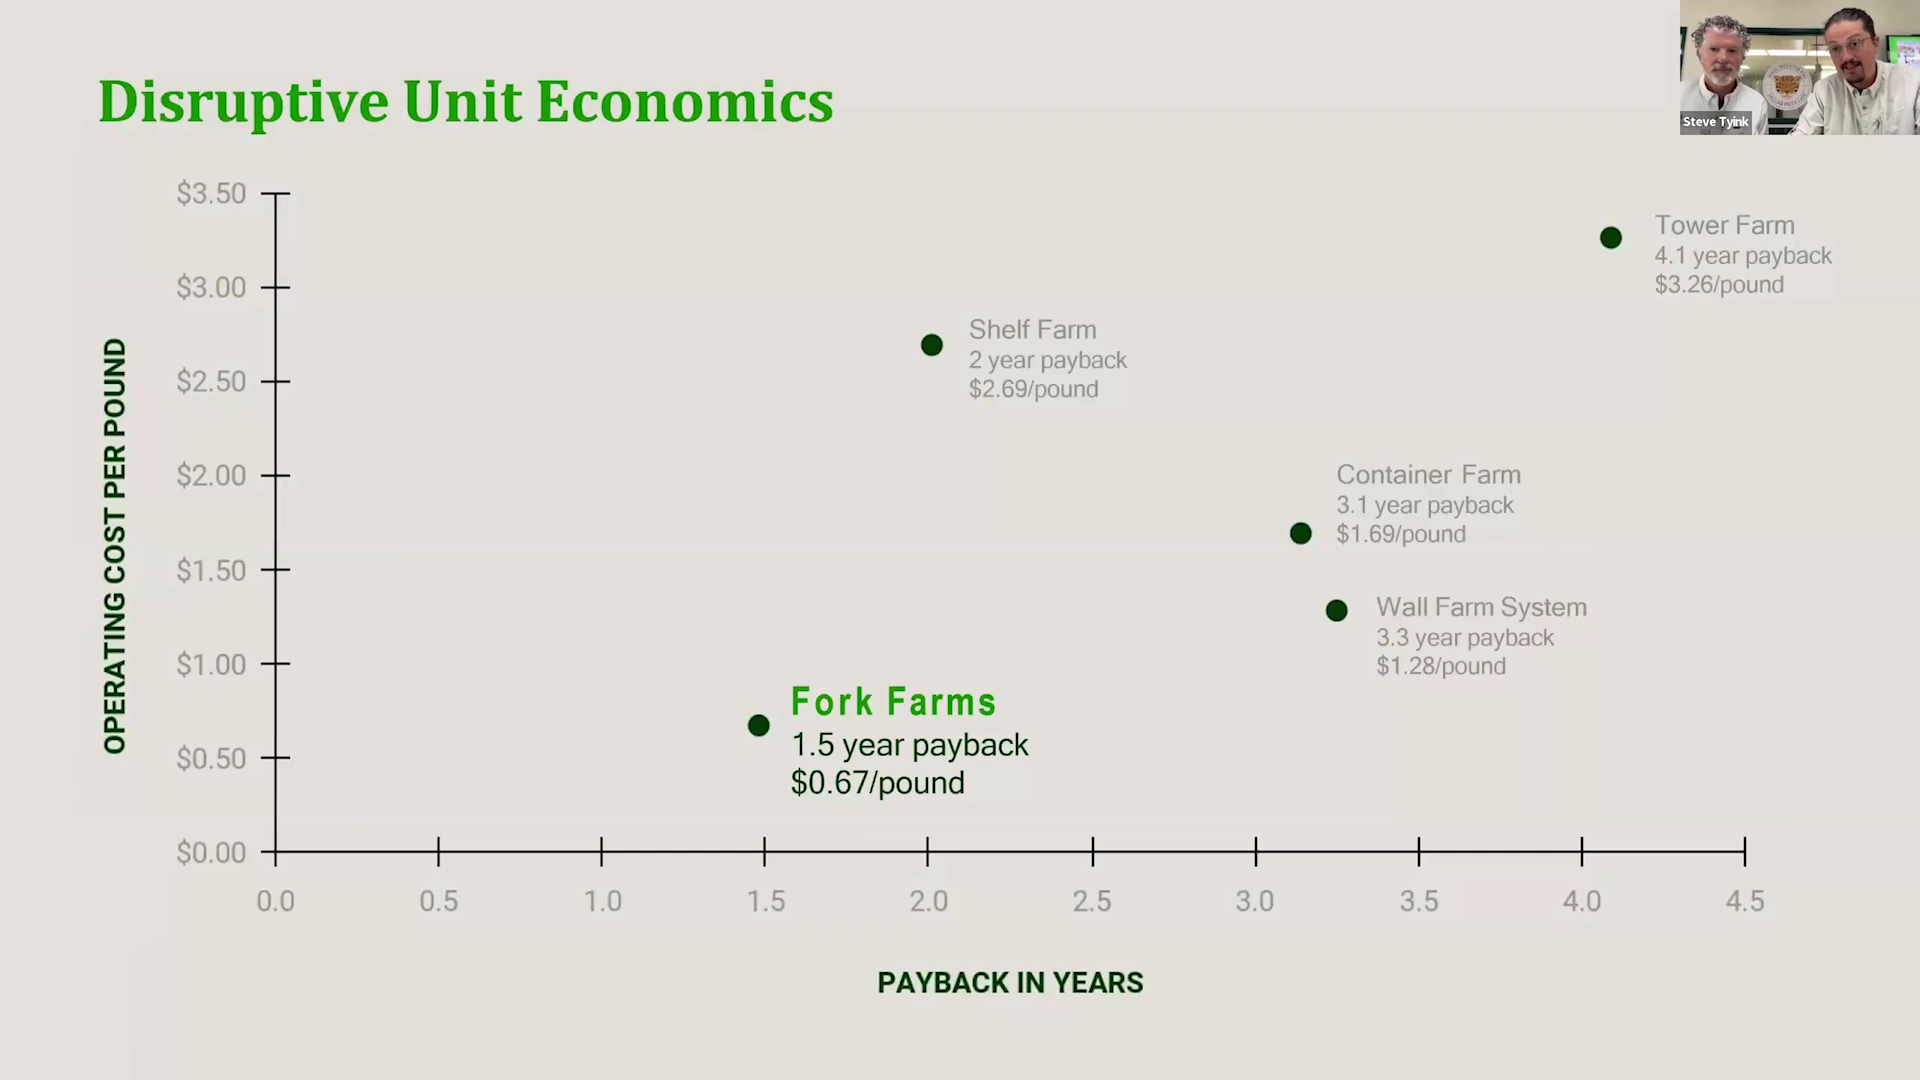 Disruptive Unit Economics
Steve Tyink
OPERATING COST PER POUND
$3.50
$3.00
$2.50
$2.00
$1.50
$1.00
$0.50
$0.00
Tower Farm
4.1 year payback
$3.26/pound
Shelf Farm
2 year payback
$2.69/pound
Container Farm
3.1 year payback
$1.69/pound
Wall Farm System
3.3 year payback
$1.28/pound
Fork Farms
1.5 year payback
$0.67/pound
0.0 0.5 1.0 1.5 2.0 2.5 3.0 3.5 4.0 4.5
PAYBACK IN YEARS